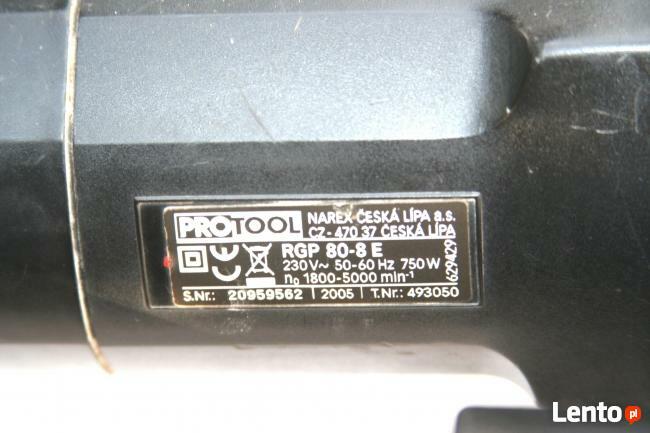 PROTOOL NAREX ČESKÁ LÍPA a.s.
CZ - 470 37 ČESKÁ LÍPA
RGP 80-8 E
230 V~ 50-60 Hz 750 W
n₀ 1800-5000 min⁻¹
S.Nr.: 20959562 2005 T.Nr.: 493050
629429
Lento.pl